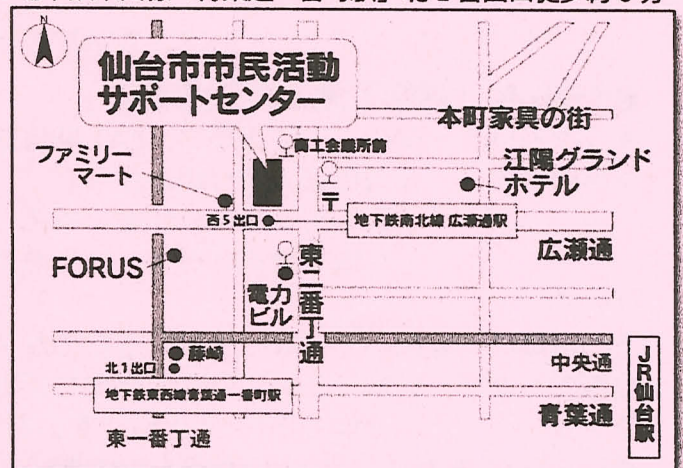 N
仙台市市民活動
サポートセンター
本町家具の街
商工会議所前
ファミリー
マート
江陽グランド
ホテル
〒
西5出口
地下鉄南北線 広瀬通駅
広瀬通
FORUS
東二番丁通
電力
ビル
藤崎
北1出口
中央通
JR仙台駅
地下鉄東西線青葉通一番町駅
青葉通
東一番丁通